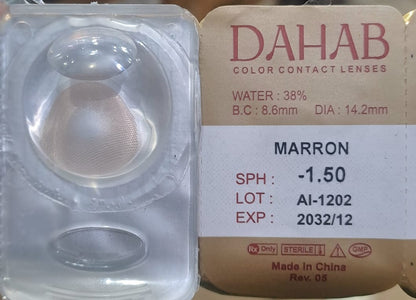 DAHAB
COLOR CONTACT LENSES
WATER : 38%
B.C : 8.6mm DIA : 14.2mm
MARRON
SPH : -1.50
LOT : AI-1202
EXP : 2032/12
Rx Only STERILE GMP
Made in China
Rev. 05